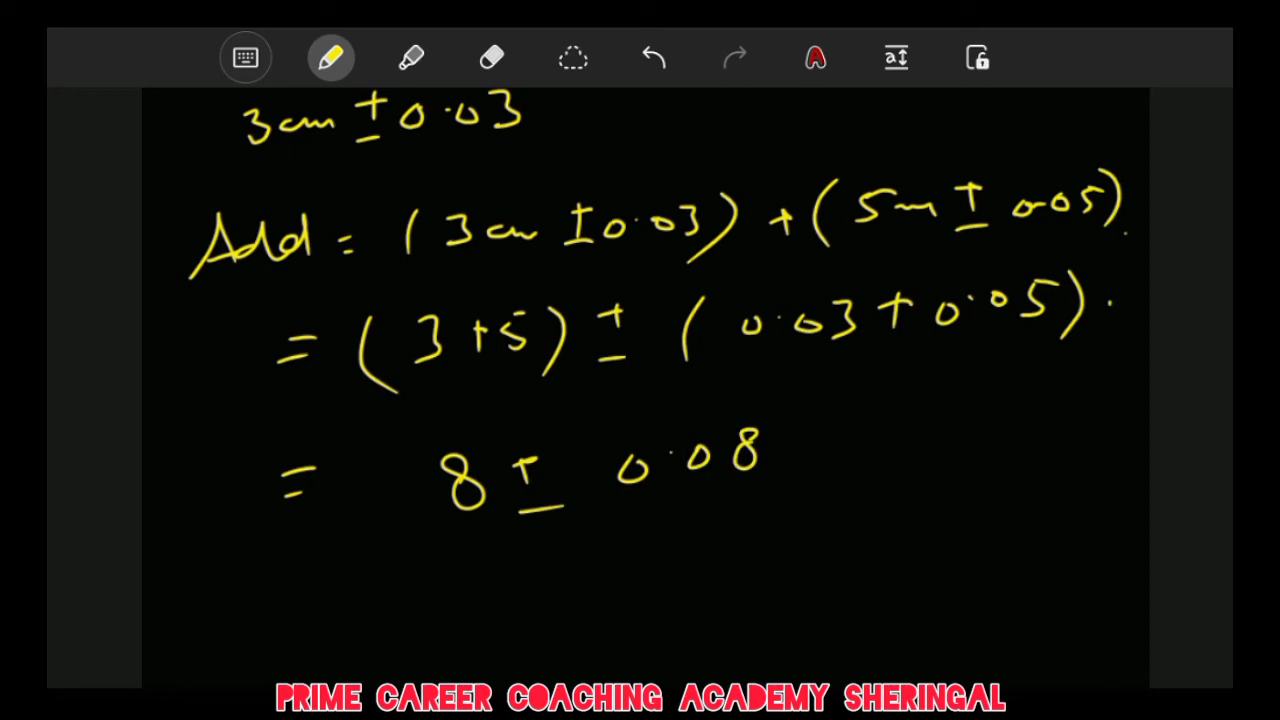 3cm ± 0.03
Add = (3cm ± 0.03) + (5cm ± 0.05).
= (3+5) ± (0.03 + 0.05).
= 8 ± 0.08
PRIME CAREER COACHING ACADEMY SHERINGAL